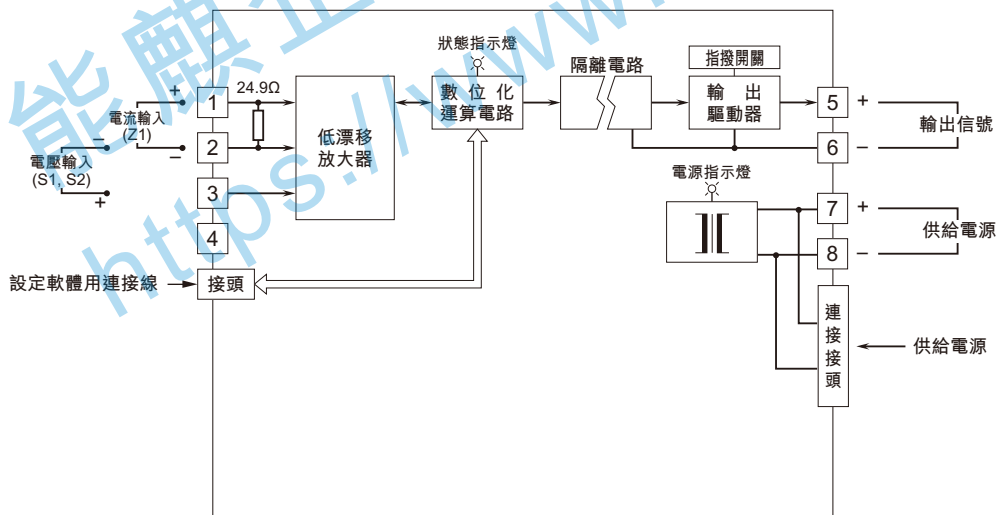 能麒企
https://www
狀態指示燈
指撥開關
隔離電路
1
24.9Ω
+
電流輸入
(Z1)
−
2
低漂移
放大器
數位化
運算電路
輸出
驅動器
5
+
輸出信號
6
−
電壓輸入
(S1, S2)
−
+
3
4
電源指示燈
7
+
供給電源
8
−
設定軟體用連接線
接頭
連接接頭
供給電源